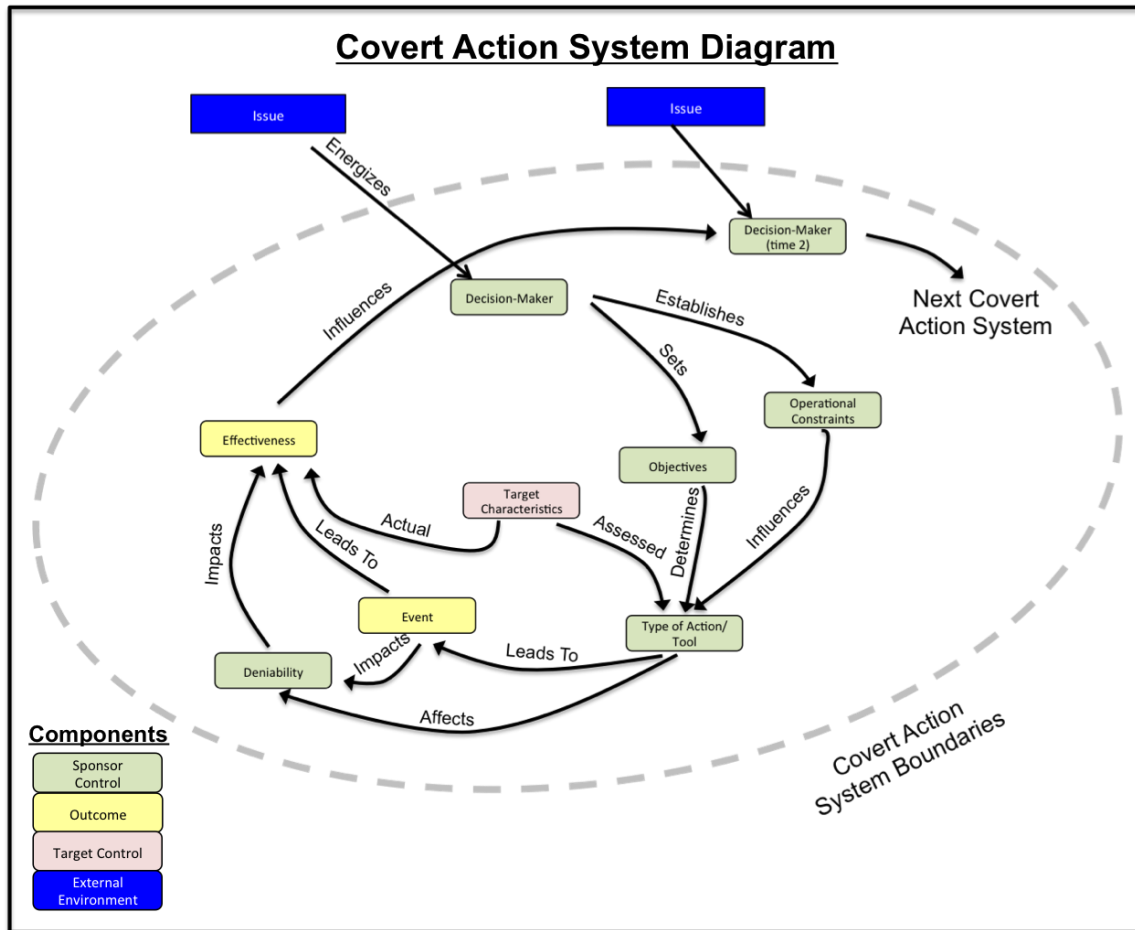 Covert Action System Diagram
Issue
Issue
Energizes
Decision-Maker
(time 2)
Influences
Decision-Maker
Establishes
Next Covert
Action System
Sets
Operational
Constraints
Effectiveness
Objectives
Target
Characteristics
Actual
Assessed
Determines
Influences
Impacts
Leads To
Event
Type of Action/
Tool
Impacts
Leads To
Deniability
Affects
Covert Action
System Boundaries
Components
Sponsor
Control
Outcome
Target Control
External
Environment